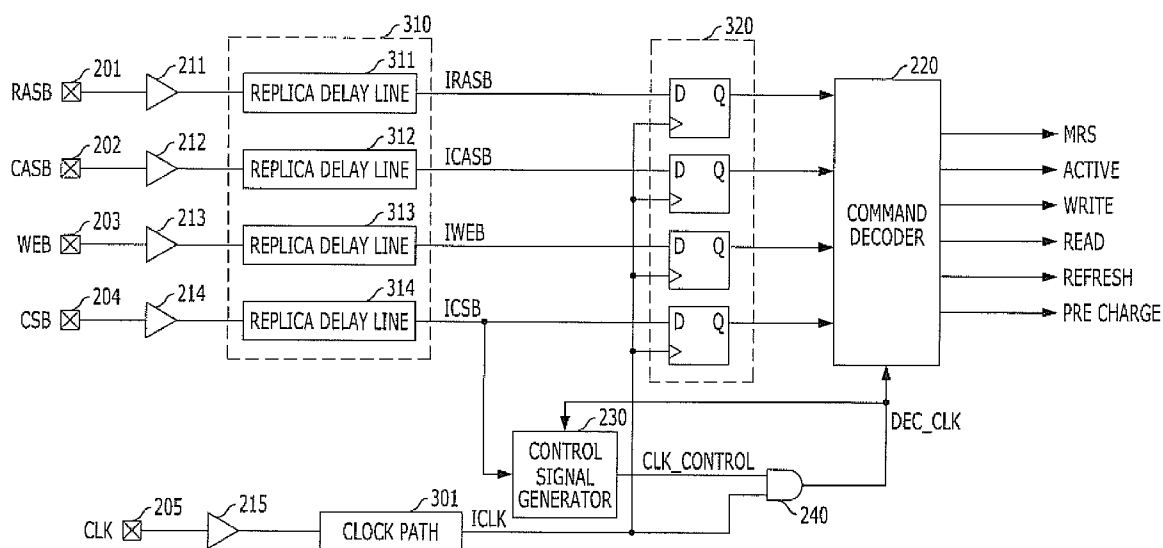 310
320
201
211
311
220
RASB
REPLICA DELAY LINE
IRASB
D Q
MRS
202
212
312
CASB
REPLICA DELAY LINE
ICASB
D Q
ACTIVE
203
213
313
WEB
REPLICA DELAY LINE
IWEB
D Q
COMMAND
DECODER
WRITE
READ
204
214
314
REFRESH
CSB
REPLICA DELAY LINE
ICSB
D Q
PRE CHARGE
230
DEC_CLK
CONTROL
SIGNAL
GENERATOR
CLK_CONTROL
240
205
215
301
CLK
CLOCK PATH
ICLK